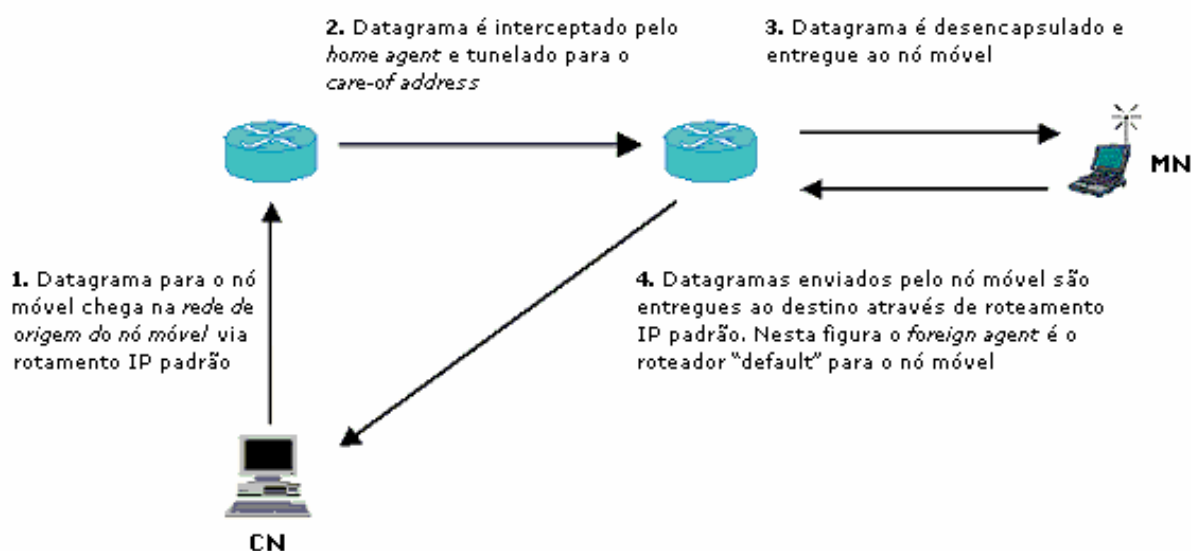 2. Datagrama é interceptado pelo
home agent e tunelado para o
care-of address
3. Datagrama é desencapsulado e
entregue ao nó móvel
MN
1. Datagrama para o nó
móvel chega na rede de
origem do nó móvel via
rotamento IP padrão
4. Datagramas enviados pelo nó móvel são
entregues ao destino através de roteamento
IP padrão. Nesta figura o foreign agent é o
roteador “default” para o nó móvel
CN